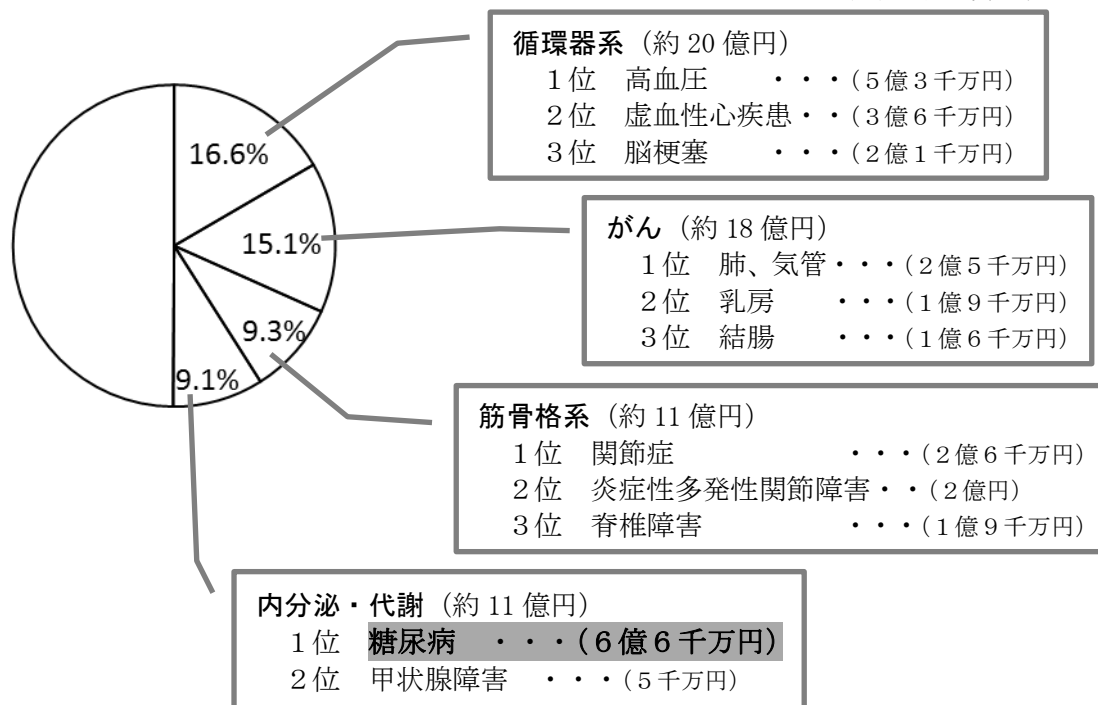 循環器系（約 20 億円）
１位　高血圧　　・・・（５億３千万円）
２位　虚血性心疾患・・（３億６千万円）
３位　脳梗塞　　・・・（２億１千万円）
16.6%
がん（約 18 億円）
１位　肺、気管・・・（２億５千万円）
２位　乳房　　・・・（１億９千万円）
３位　結腸　　・・・（１億６千万円）
15.1%
筋骨格系（約 11 億円）
１位　関節症　　　　　・・・（２億６千万円）
２位　炎症性多発性関節障害・・（２億円）
３位　脊椎障害　　　　・・・（１億９千万円）
9.3%
内分泌・代謝（約 11 億円）
１位　糖尿病　・・・（６億６千万円）
２位　甲状腺障害　・・・（５千万円）
9.1%